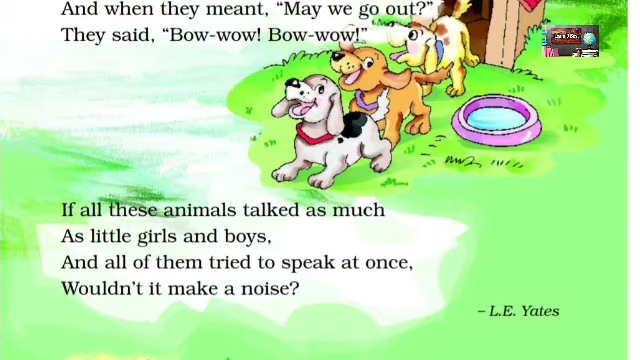 And when they meant, “May we go out?”
They said, “Bow-wow! Bow-wow!”
If all these animals talked as much
As little girls and boys,
And all of them tried to speak at once,
Wouldn’t it make a noise?
– L.E. Yates